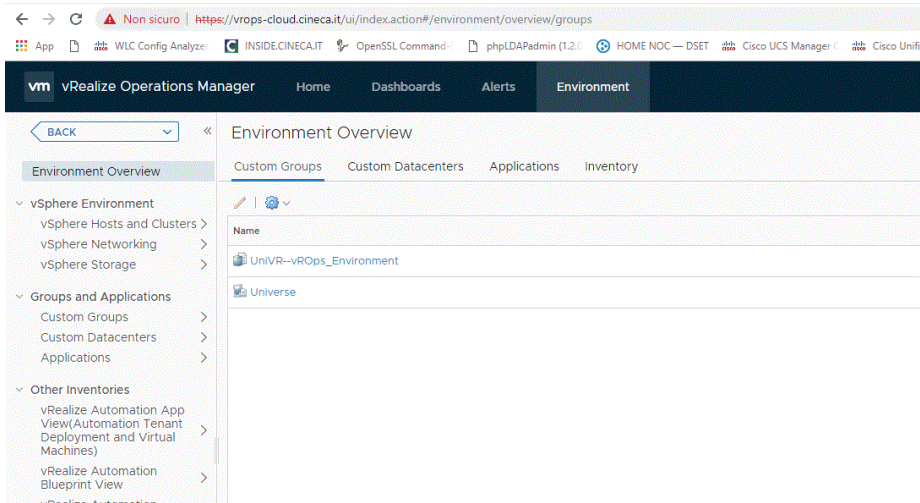 Non sicuro | https://vrops-cloud.cineca.it/ui/index.action#/environment/overview/groups
App WLC Config Analyzer INSIDE.CINECA.IT OpenSSL Command- phpLDAPadmin (1.2.0 HOME NOC — DSET Cisco UCS Manager Cisco Unifi
vm vRealize Operations Manager Home Dashboards Alerts Environment
BACK
Environment Overview
Custom Groups Custom Datacenters Applications Inventory
Environment Overview
vSphere Environment
vSphere Hosts and Clusters
vSphere Networking
vSphere Storage
Groups and Applications
Custom Groups
Custom Datacenters
Applications
Other Inventories
vRealize Automation App
View(Automation Tenant
Deployment and Virtual
Machines)
vRealize Automation
Blueprint View
vRealize Automation
Name
UniVR--vROps_Environment
Universe